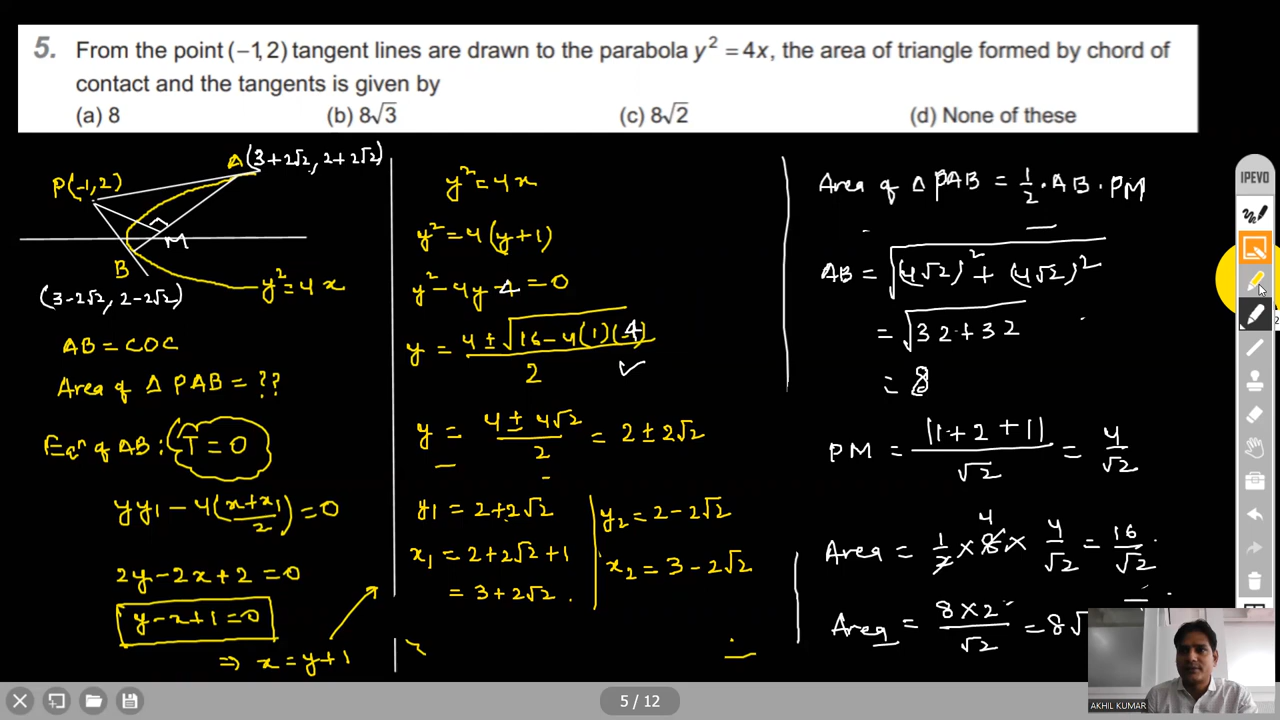 5. From the point (−1, 2) tangent lines are drawn to the parabola y² = 4x, the area of triangle formed by chord of
contact and the tangents is given by
(a) 8 (b) 8√3 (c) 8√2 (d) None of these
A(3+2√2, 2+2√2)
P(-1,2)
M
B
y²=4x
(3-2√2, 2-2√2)
AB = COC
Area of Δ PAB = ??
Eqⁿ of AB: T=0
yy1 - 4(x+x1/2) = 0
2y-2x+2 = 0
y-x+1=0
⇒ x = y+1
y²=4x
y²=4(y+1)
y²-4y-4=0
y = 4±√16-4(1)(-4) / 2
y = 4±4√2 / 2 = 2±2√2
y1 = 2+2√2
x1 = 2+2√2+1
= 3+2√2.
y2 = 2-2√2
x2 = 3-2√2
Area of Δ PAB = 1/2 · AB · PM
AB = √(4√2)² + (4√2)²
= √32+32
= 8
PM = |1+2+1| / √2 = 4/√2
Area = 1/2 × 8 × 4/√2 = 16/√2
4
Area = 8×2/√2 = 8√
IPEVO
2
5 / 12
AKHIL KUMAR